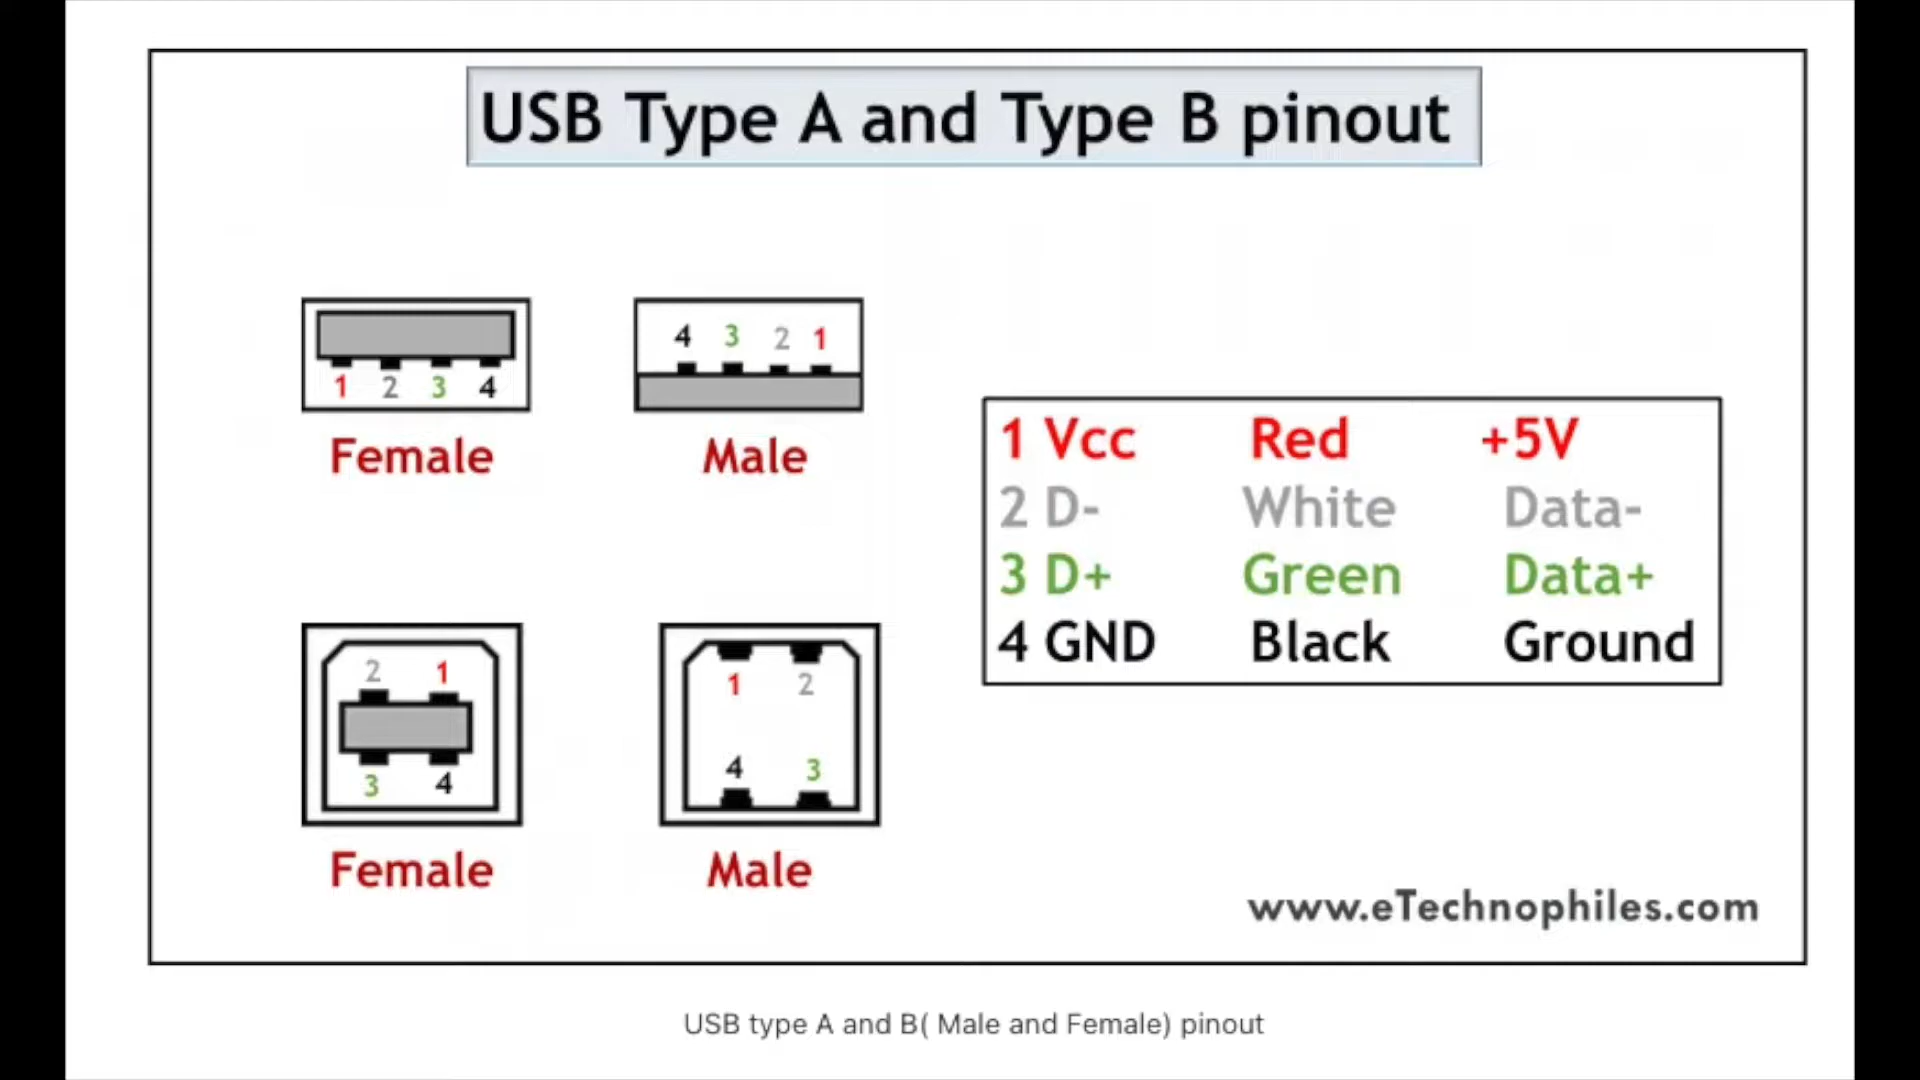 USB Type A and Type B pinout
1 2 3 4
Female
4 3 2 1
Male
1 Vcc Red +5V
2 D- White Data-
3 D+ Green Data+
4 GND Black Ground
2 1
3 4
Female
1 2
4 3
Male
www.eTechnophiles.com
USB type A and B( Male and Female) pinout